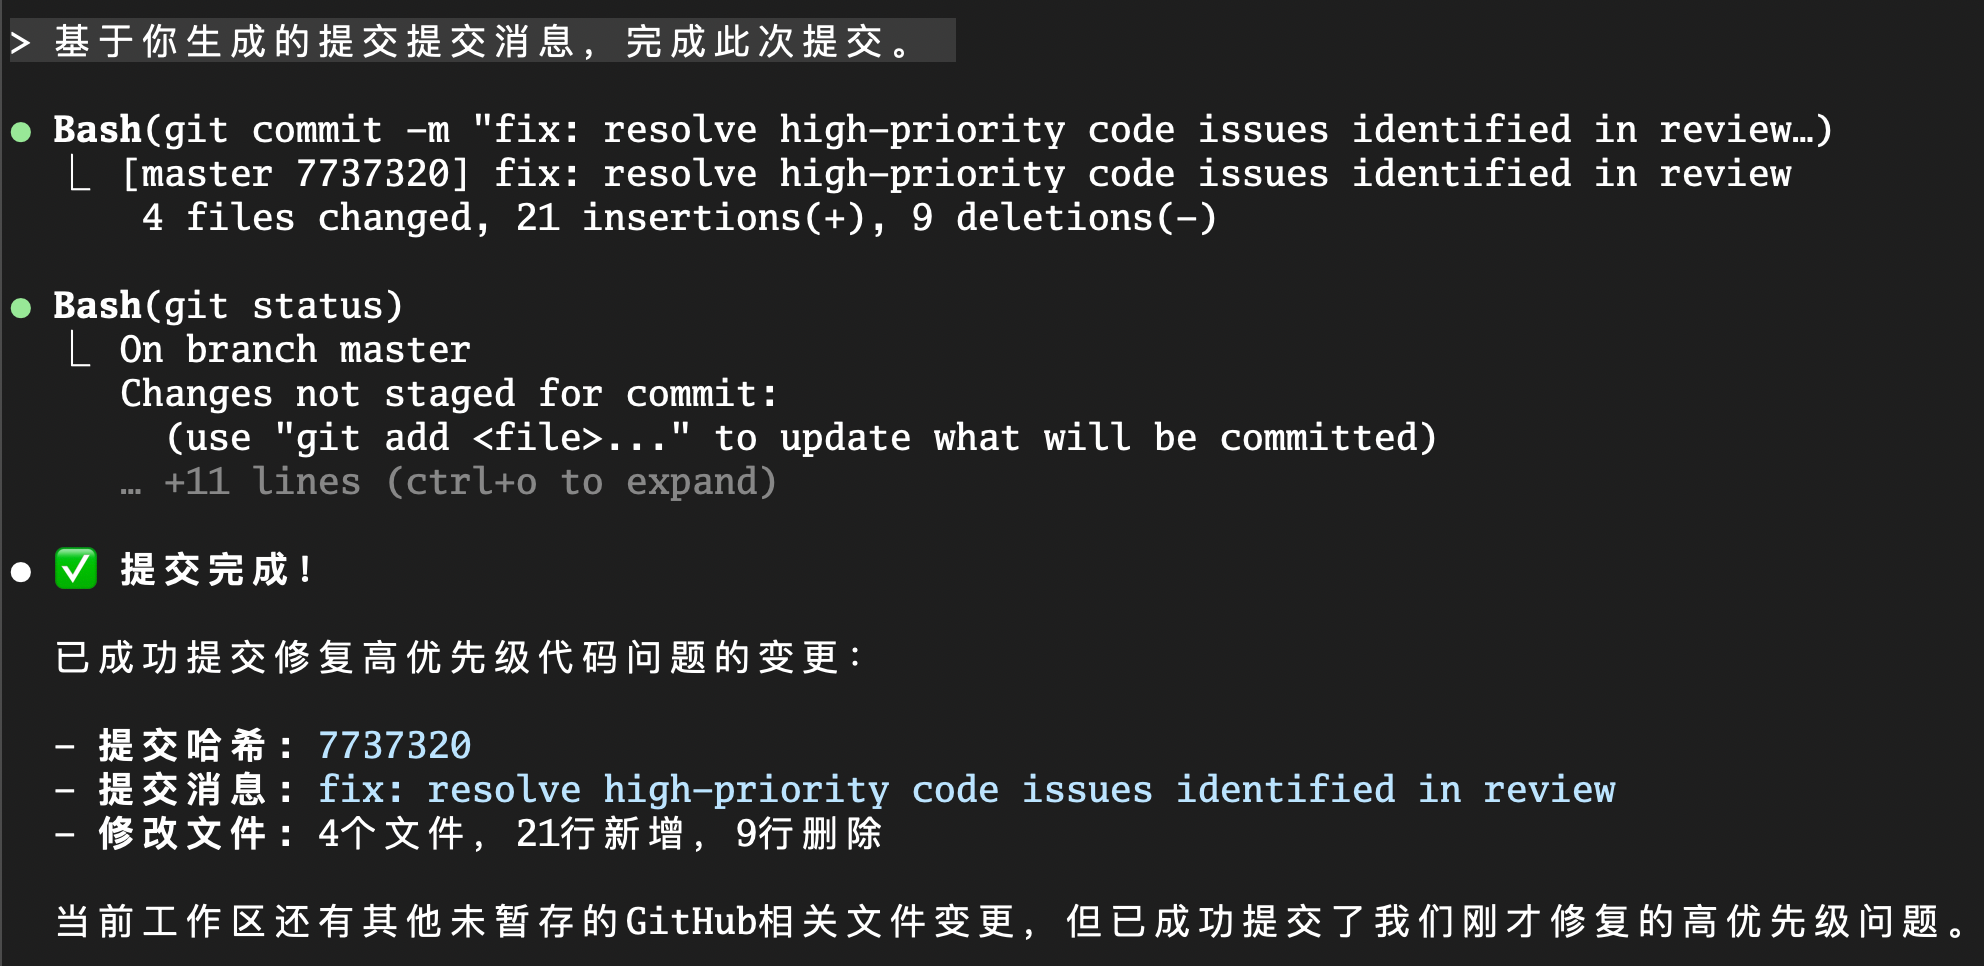 > 基于你生成的提交提交消息，完成此次提交。
● Bash(git commit -m "fix: resolve high-priority code issues identified in review…)
⎿ [master 7737320] fix: resolve high-priority code issues identified in review
4 files changed, 21 insertions(+), 9 deletions(-)
● Bash(git status)
⎿ On branch master
Changes not staged for commit:
(use "git add <file>..." to update what will be committed)
… +11 lines (ctrl+o to expand)
● ✅ 提交完成！
已成功提交修复高优先级代码问题的变更：
- 提交哈希：7737320
- 提交消息：fix: resolve high-priority code issues identified in review
- 修改文件：4个文件，21行新增，9行删除
当前工作区还有其他未暂存的GitHub相关文件变更，但已成功提交了我们刚才修复的高优先级问题。